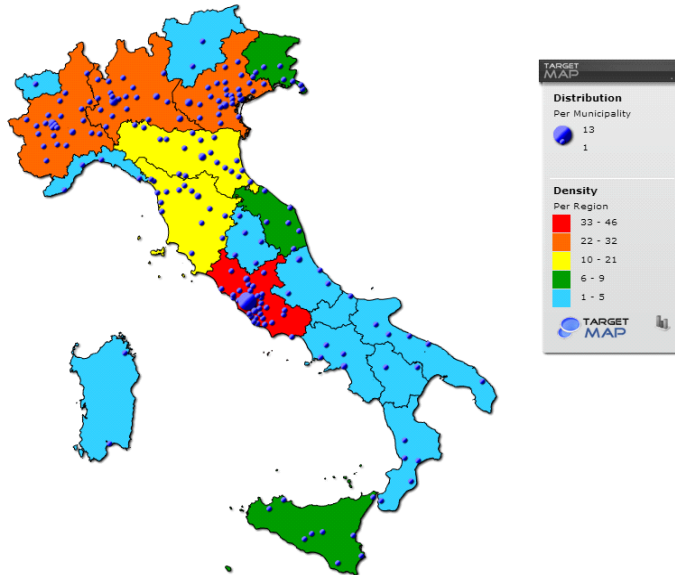 TARGET
MAP
Distribution
Per Municipality
13
1
Density
Per Region
33 - 46
22 - 32
10 - 21
6 - 9
1 - 5
TARGET
MAP